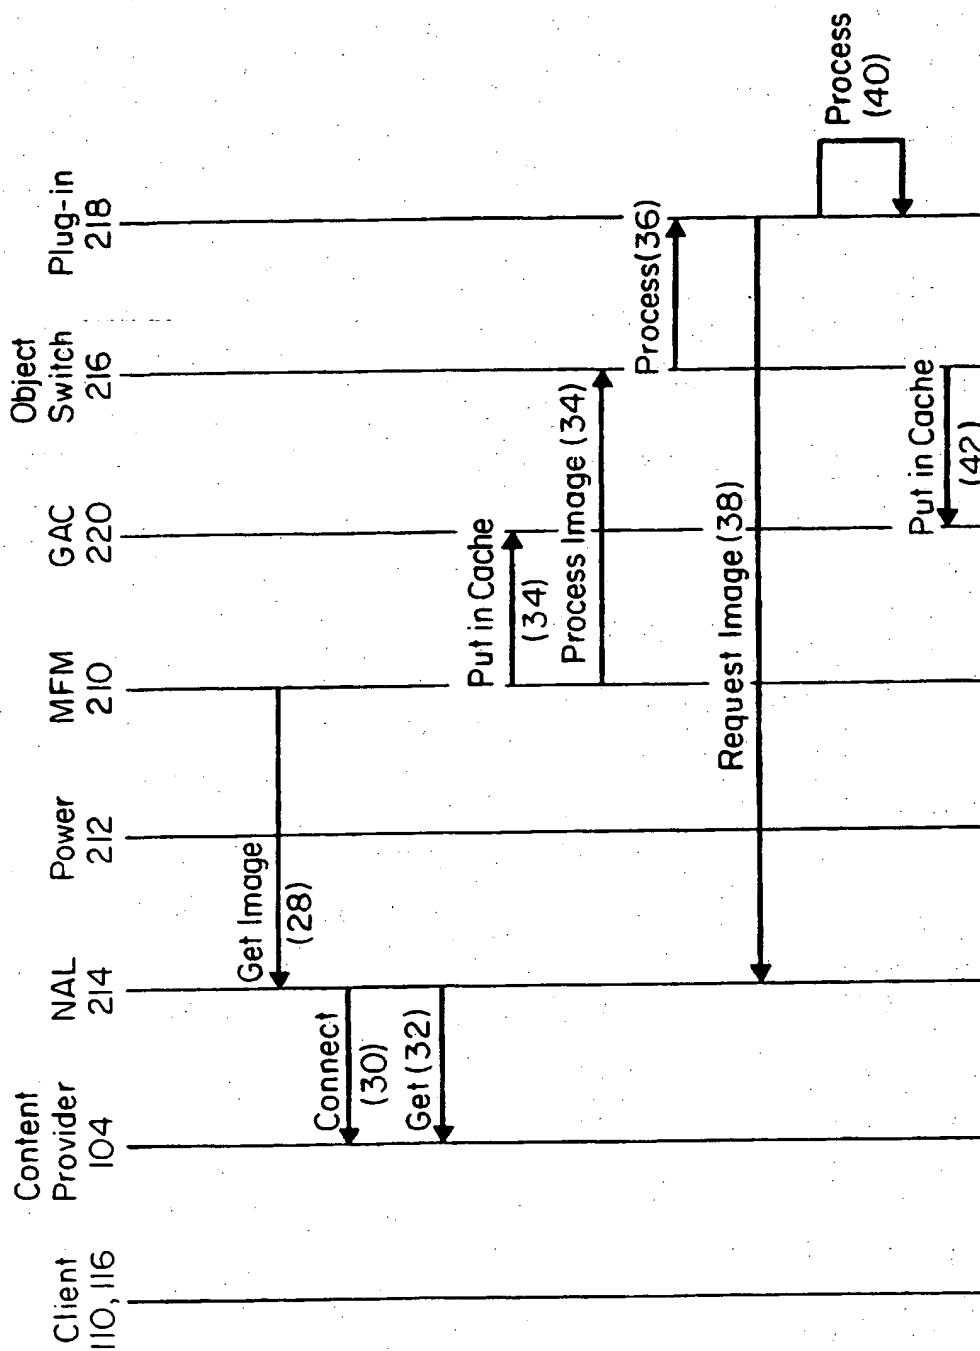 Client
110, 116
Content
Provider
104
NAL
214
Power
212
MFM
210
GAC
220
Object
Switch
216
Plug-in
218
Get Image
(28)
Connect
(30)
Get (32)
Put in Cache
(34)
Process Image (34)
Process(36)
Request Image (38)
Process
(40)
Put in Cache
(42)